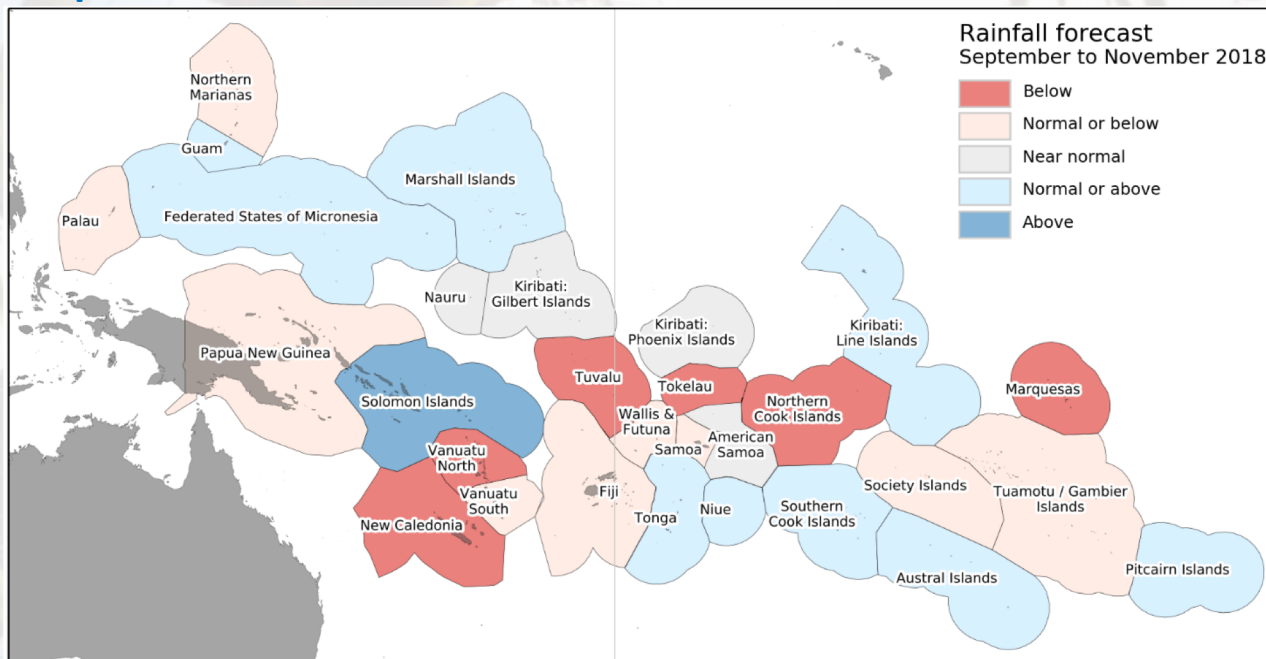 Rainfall forecast
September to November 2018
Below
Normal or below
Near normal
Normal or above
Above
Northern
Marianas
Guam
Marshall Islands
Federated States of Micronesia
Palau
Nauru
Kiribati:
Gilbert Islands
Kiribati:
Phoenix Islands
Kiribati:
Line Islands
Papua New Guinea
Tuvalu
Tokelau
Northern
Cook Islands
Marquesas
Solomon Islands
Wallis &
Futuna
Samoa
American
Samoa
Vanuatu
North
Vanuatu
South
Fiji
Society Islands
Tuamotu / Gambier
Islands
New Caledonia
Tonga
Niue
Southern
Cook Islands
Austral Islands
Pitcairn Islands